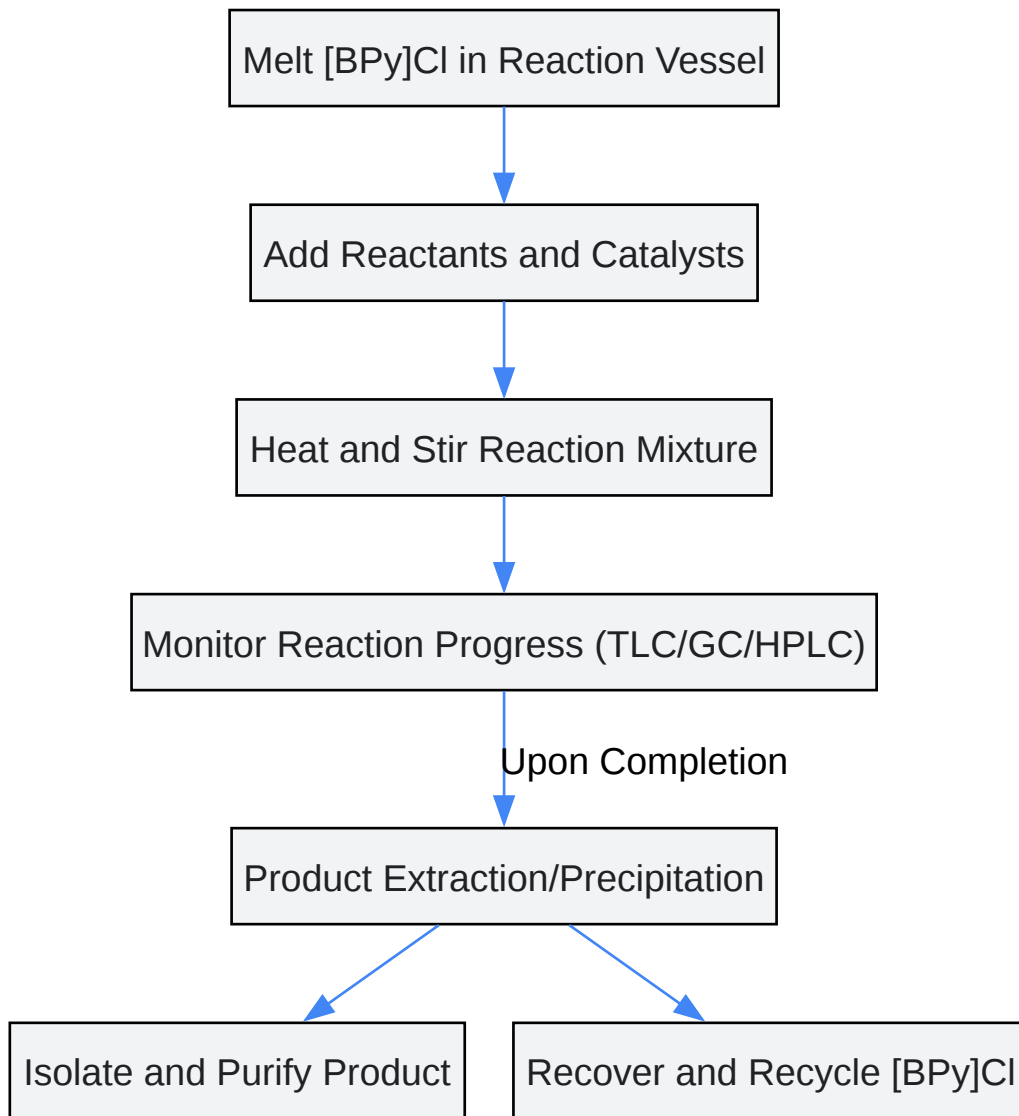 Melt [BPy]Cl in Reaction Vessel
Add Reactants and Catalysts
Heat and Stir Reaction Mixture
Monitor Reaction Progress (TLC/GC/HPLC)
Upon Completion
Product Extraction/Precipitation
Isolate and Purify Product
Recover and Recycle [BPy]Cl